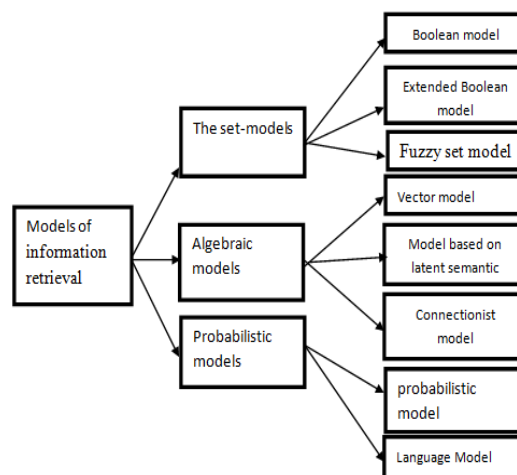 Boolean model
Extended Boolean
model
The set-models
Fuzzy set model
Vector model
Models of
information
retrieval
Algebraic
models
Model based on
latent semantic
Connectionist
model
Probabilistic
models
probabilistic
model
Language Model